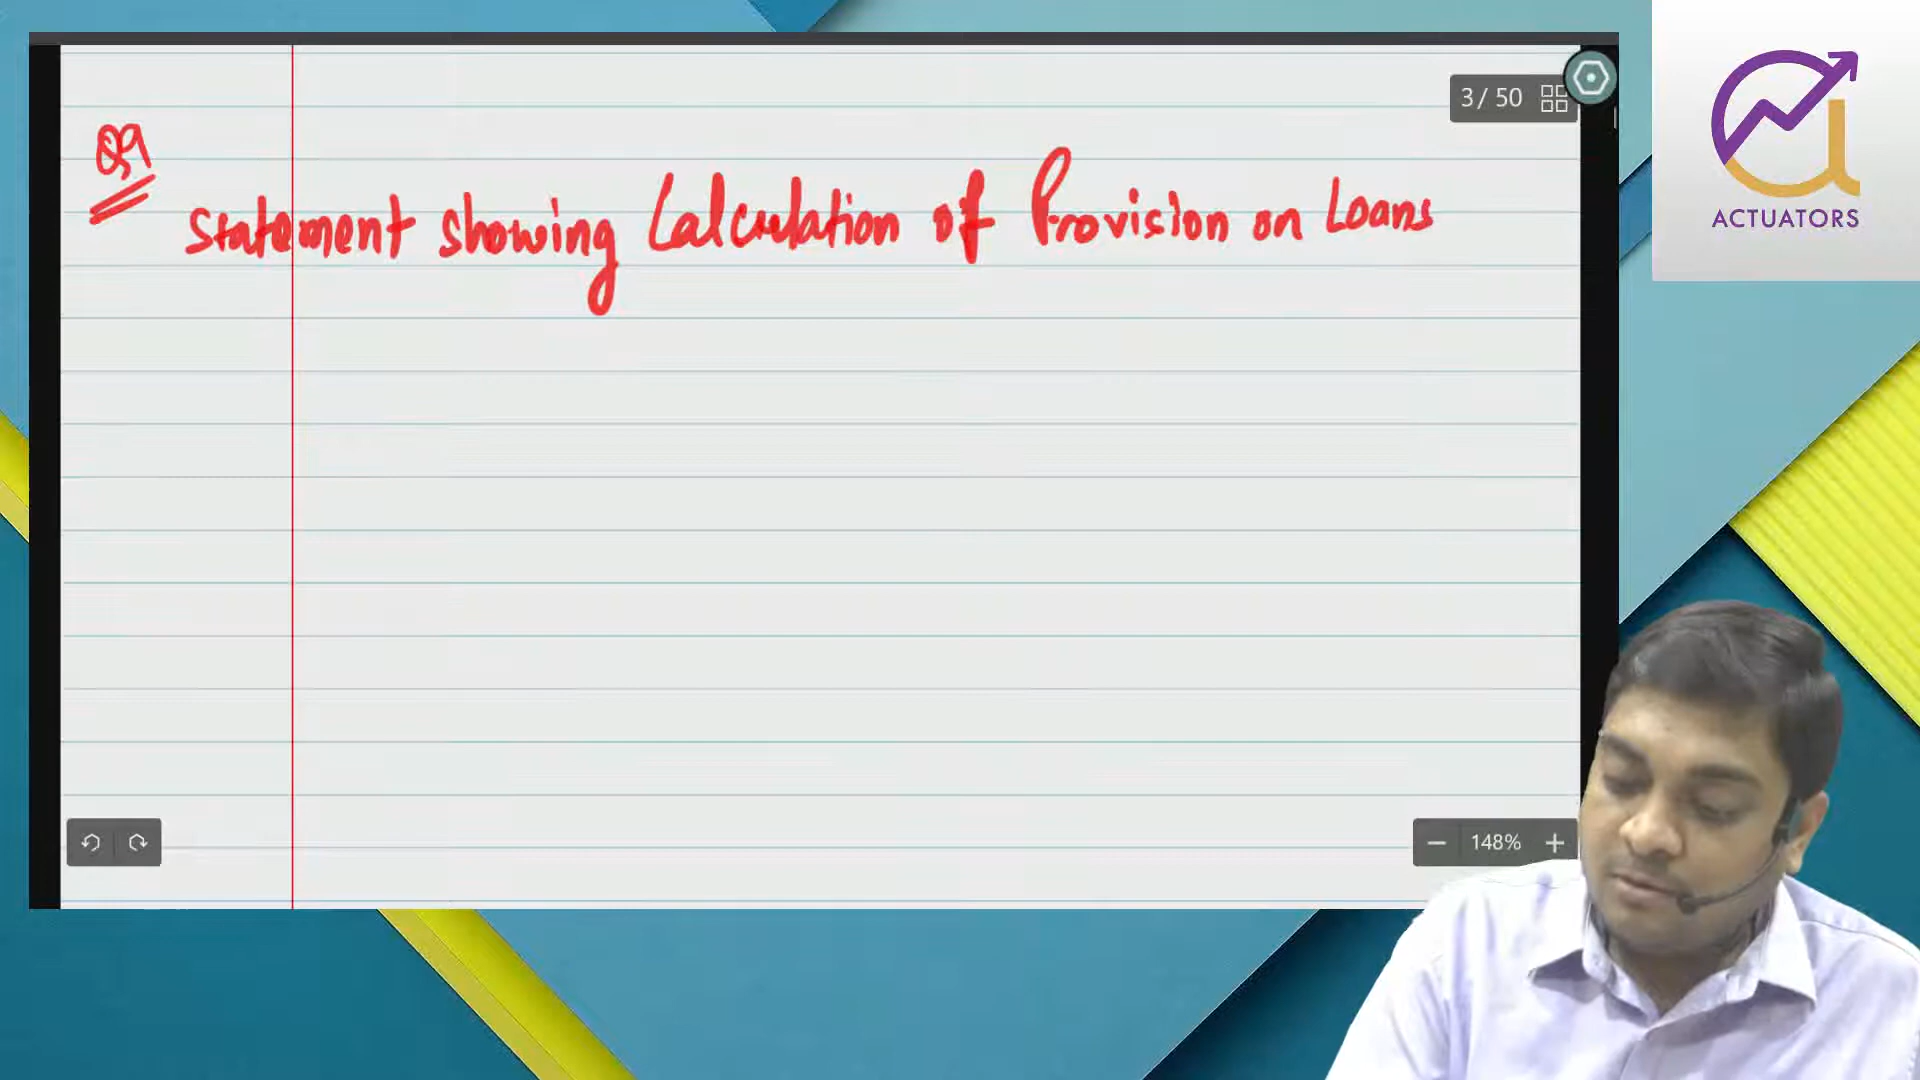 3 / 50
Q9
Statement showing Calculation of Provision on Loans
ACTUATORS
148%